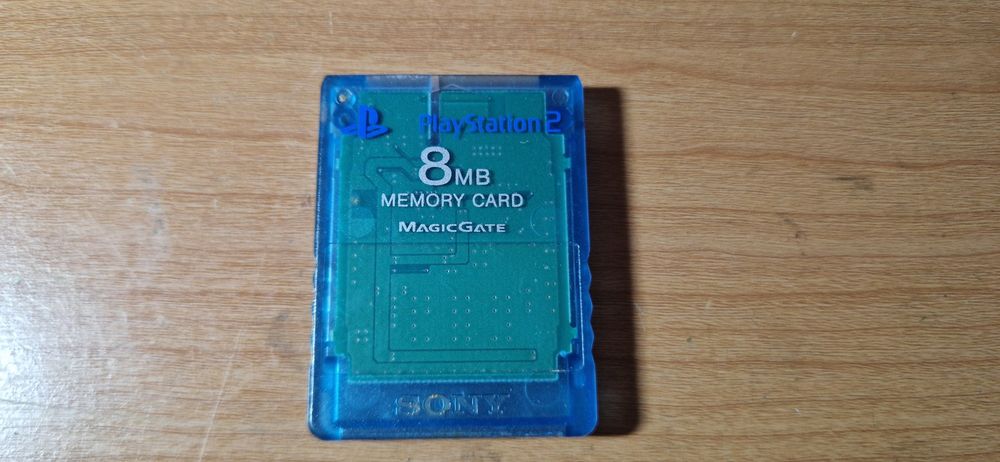 PlayStation 2
8MB
MEMORY CARD
MAGICGATE
SONY